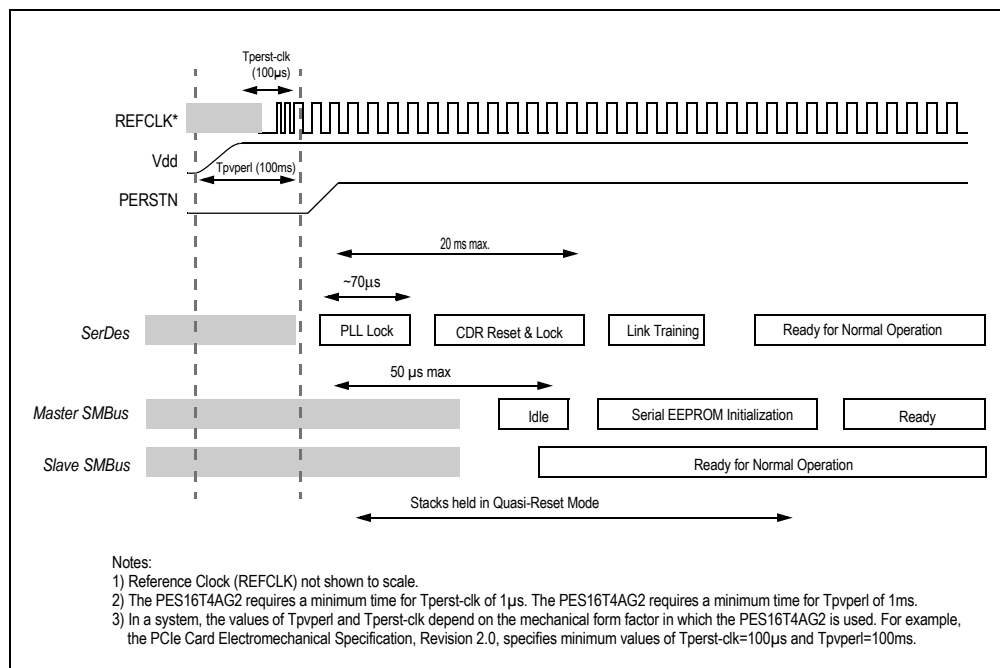 Tperst-clk
(100µs)
REFCLK*
Vdd
Tpvperl (100ms)
PERSTN
20 ms max.
~70µs
SerDes
PLL Lock
CDR Reset & Lock
Link Training
Ready for Normal Operation
50 µs max
Master SMBus
Idle
Serial EEPROM Initialization
Ready
Slave SMBus
Ready for Normal Operation
Stacks held in Quasi-Reset Mode
Notes:
1) Reference Clock (REFCLK) not shown to scale.
2) The PES16T4AG2 requires a minimum time for Tperst-clk of 1µs. The PES16T4AG2 requires a minimum time for Tpvperl of 1ms.
3) In a system, the values of Tpvperl and Tperst-clk depend on the mechanical form factor in which the PES16T4AG2 is used. For example,
the PCIe Card Electromechanical Specification, Revision 2.0, specifies minimum values of Tperst-clk=100µs and Tpvperl=100ms.